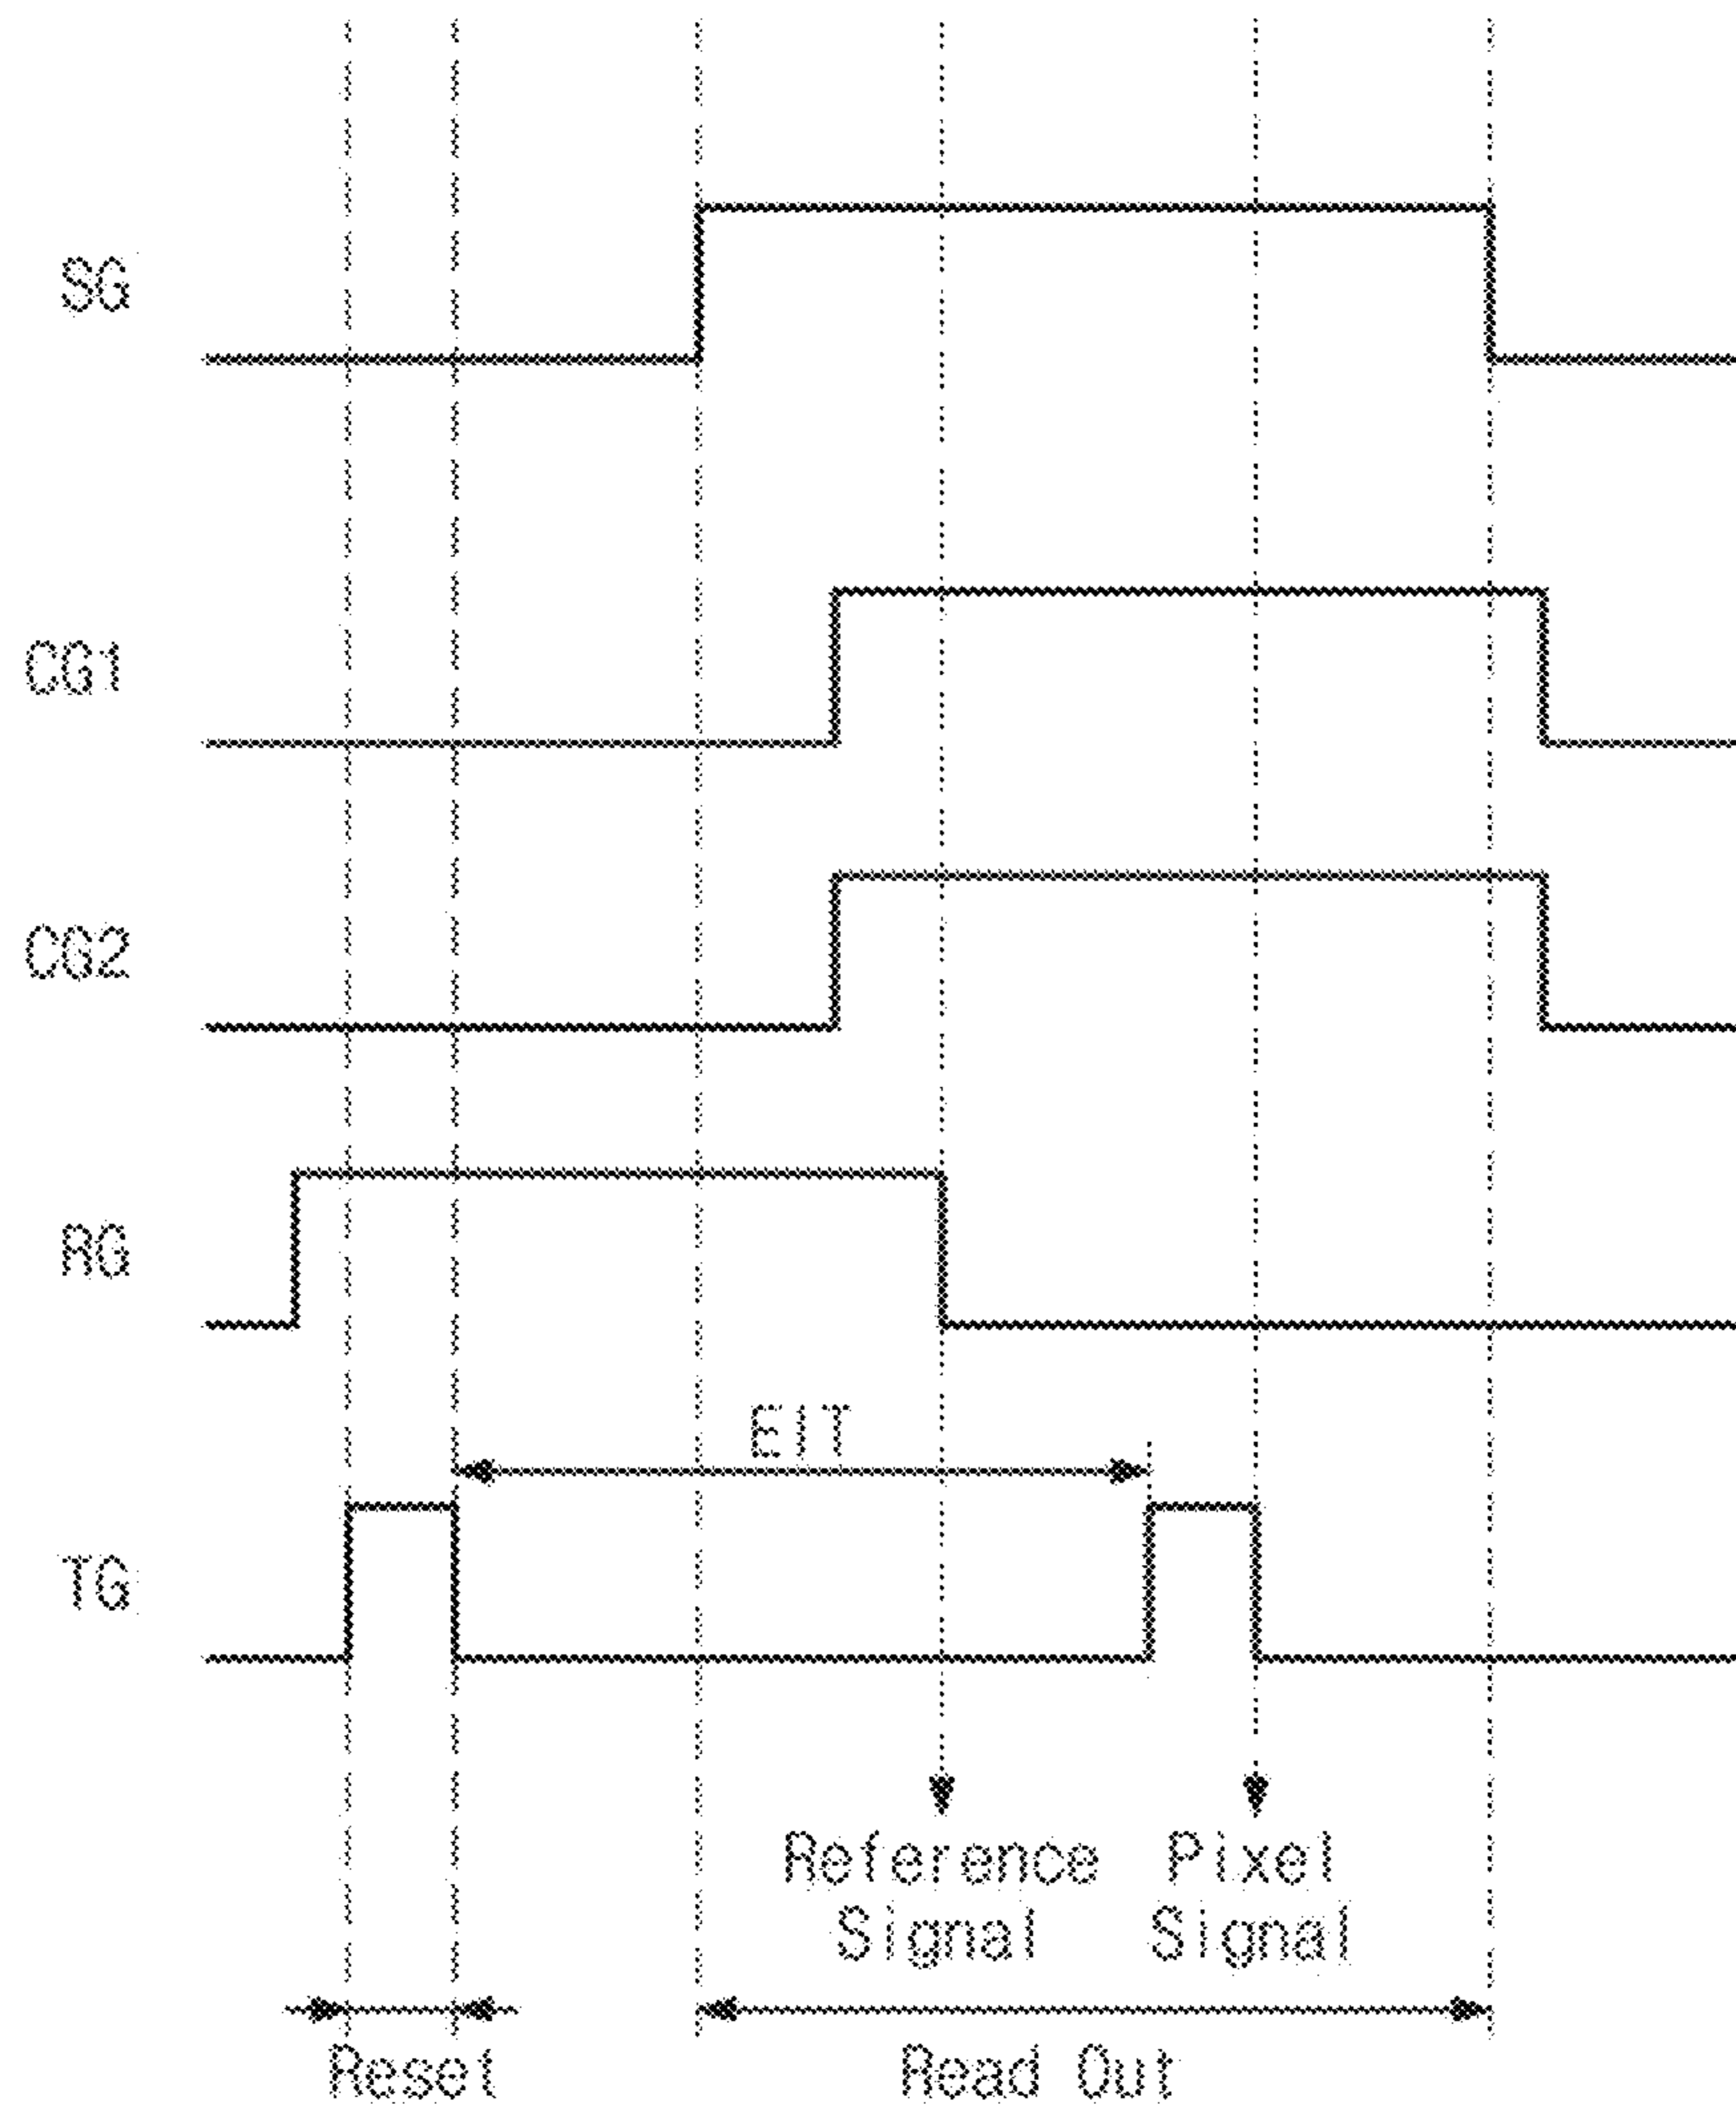 SG
CG1
CG2
RG
EIT
TG
Reference
Signal
Pixel
Signal
Reset
Read Out